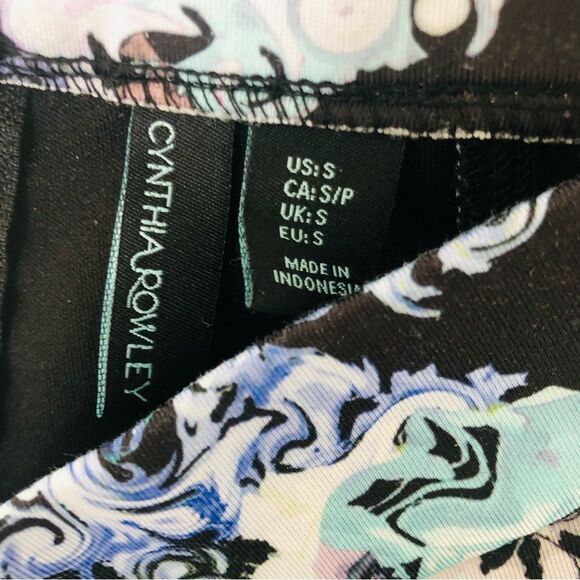 CYNTHIA ROWLEY
US: S
CA: S/P
UK: S
EU: S
MADE IN
INDONESIA